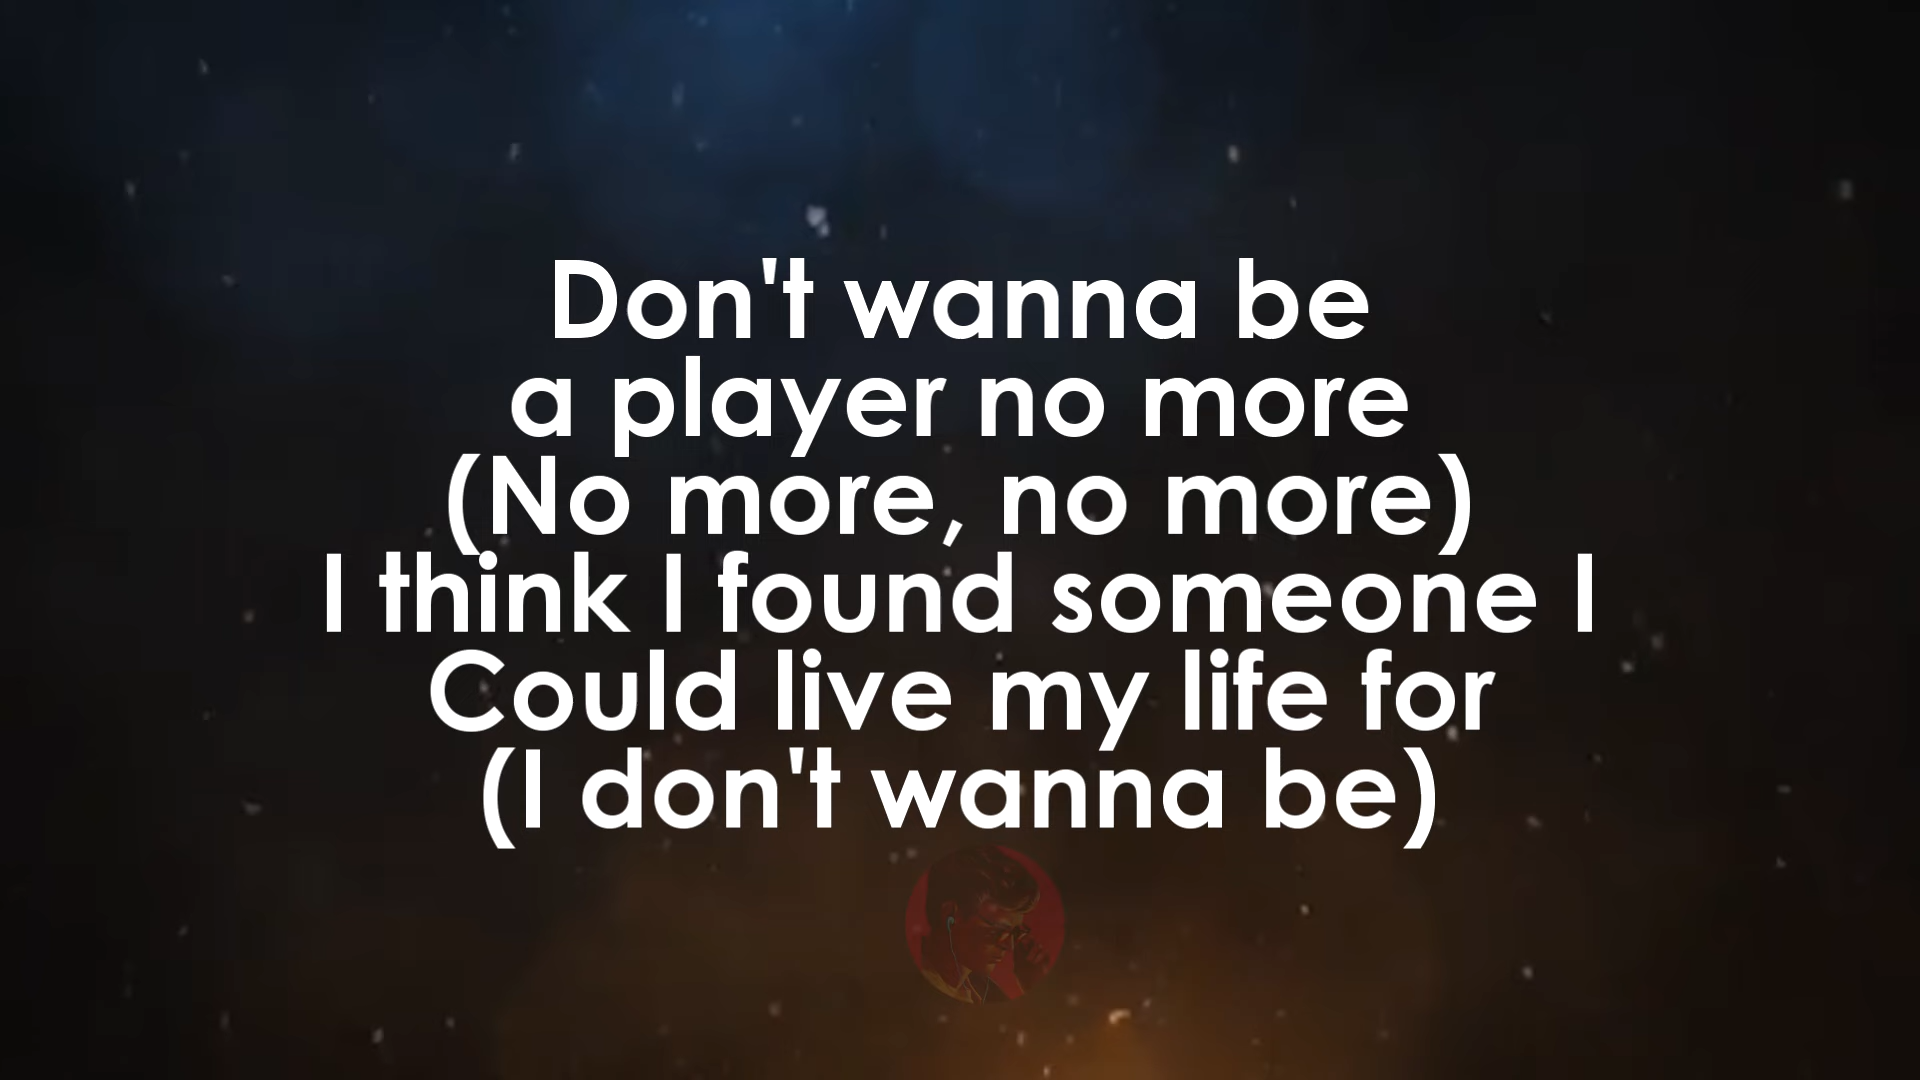 Don't wanna be
a player no more
(No more, no more)
I think I found someone I
Could live my life for
(I don't wanna be)